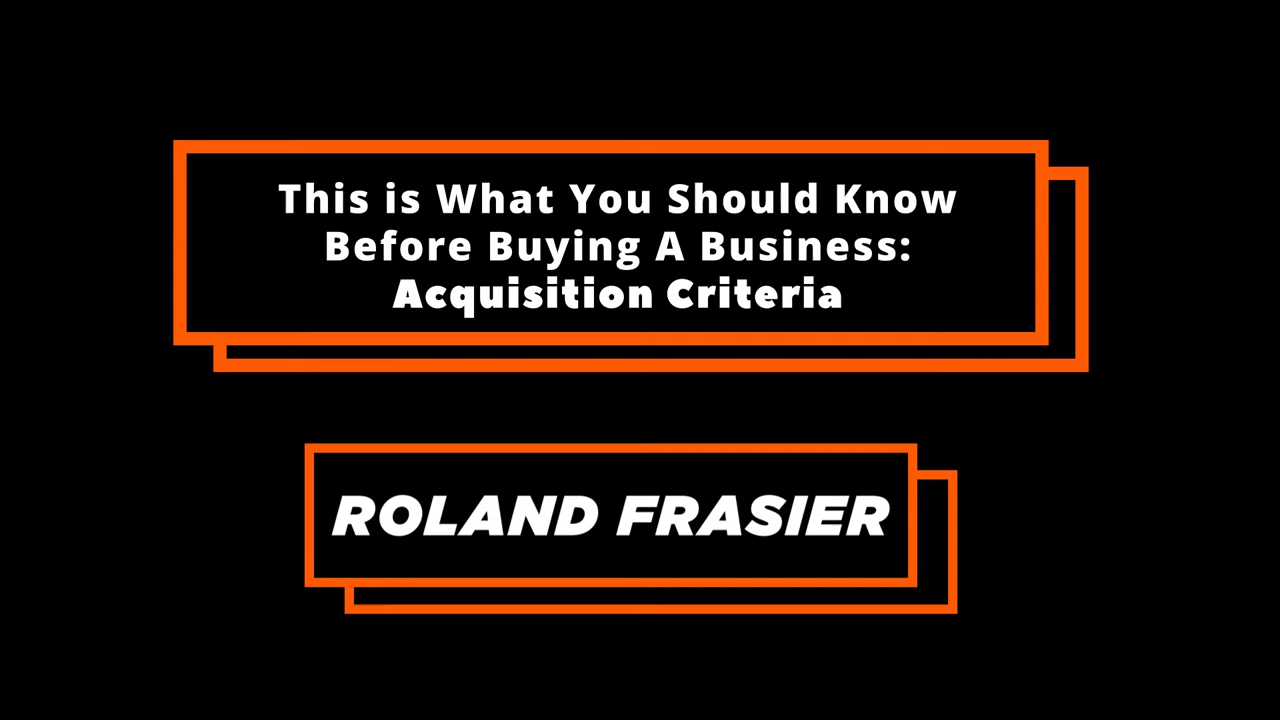 This is What You Should Know
Before Buying A Business:
Acquisition Criteria
ROLAND FRASIER